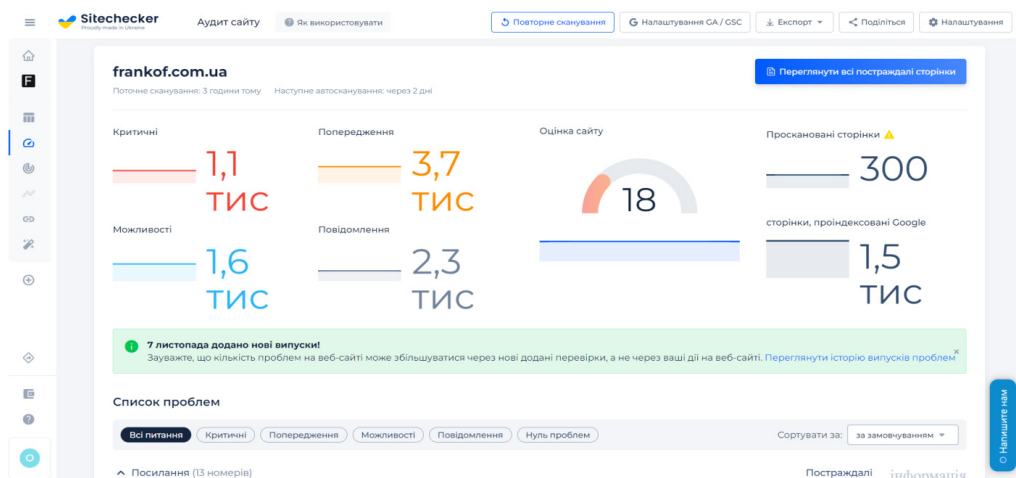 Sitechecker
Proudly made in Ukraine
Аудит сайту
Як використовувати
Повторне сканування
Налаштування GA / GSC
Експорт
Поділіться
Налаштування
frankof.com.ua
Переглянути всі постраждалі сторінки
Поточне сканування: 3 години тому
Наступне автосканування: через 2 дні
Критичні
1,1
тис
Попередження
3,7
тис
Оцінка сайту
18
Проскановані сторінки
300
Можливості
1,6
тис
Повідомлення
2,3
тис
сторінки, проіндексовані Google
1,5
тис
7 листопада додано нові випуски!
Зауважте, що кількість проблем на веб-сайті може збільшуватися через нові додані перевірки, а не через ваші дії на веб-сайті. Переглянути історію випусків проблем
Список проблем
Всі питання
Критичні
Попередження
Можливості
Повідомлення
Нуль проблем
Сортувати за:
за замовчуванням
Посилання (13 номерів)
Постраждалі
інформація
Напишите нам